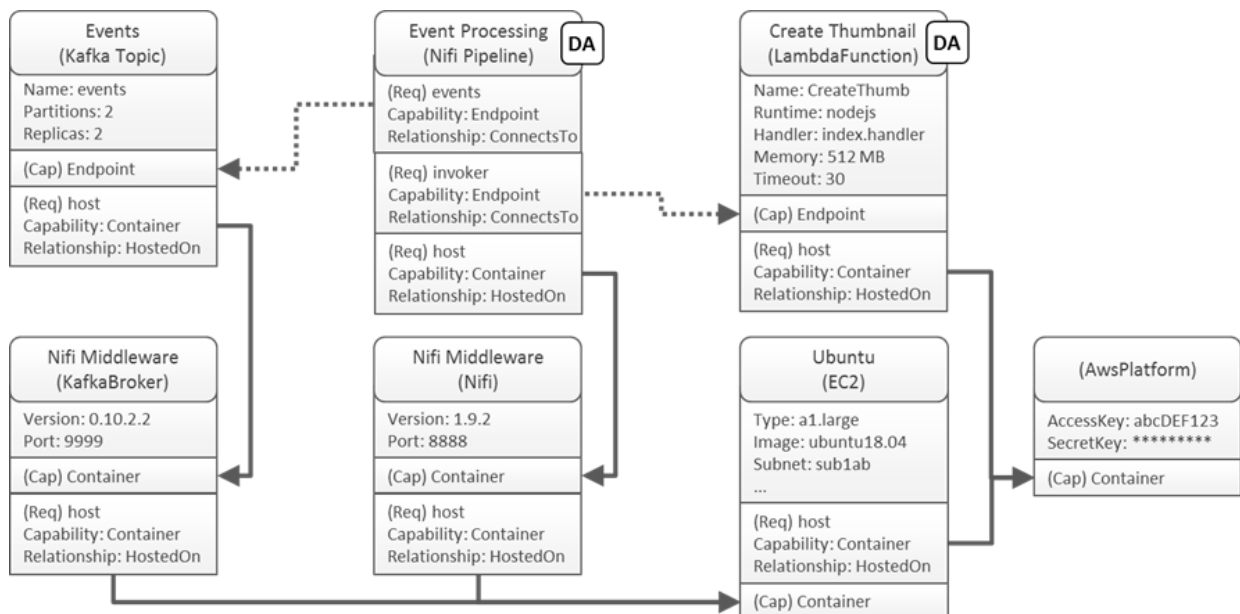 Events
(Kafka Topic)
Name: events
Partitions: 2
Replicas: 2
(Cap) Endpoint
(Req) host
Capability: Container
Relationship: HostedOn
Event Processing
(Nifi Pipeline)
DA
(Req) events
Capability: Endpoint
Relationship: ConnectsTo
(Req) invoker
Capability: Endpoint
Relationship: ConnectsTo
(Req) host
Capability: Container
Relationship: HostedOn
Create Thumbnail
(LambdaFunction)
DA
Name: CreateThumb
Runtime: nodejs
Handler: index.handler
Memory: 512 MB
Timeout: 30
(Cap) Endpoint
(Req) host
Capability: Container
Relationship: HostedOn
Nifi Middleware
(KafkaBroker)
Version: 0.10.2.2
Port: 9999
(Cap) Container
(Req) host
Capability: Container
Relationship: HostedOn
Nifi Middleware
(Nifi)
Version: 1.9.2
Port: 8888
(Cap) Container
(Req) host
Capability: Container
Relationship: HostedOn
Ubuntu
(EC2)
Type: a1.large
Image: ubuntu18.04
Subnet: sub1ab
...
(Req) host
Capability: Container
Relationship: HostedOn
(Cap) Container
(AwsPlatform)
AccessKey: abcDEF123
SecretKey: *********
(Cap) Container